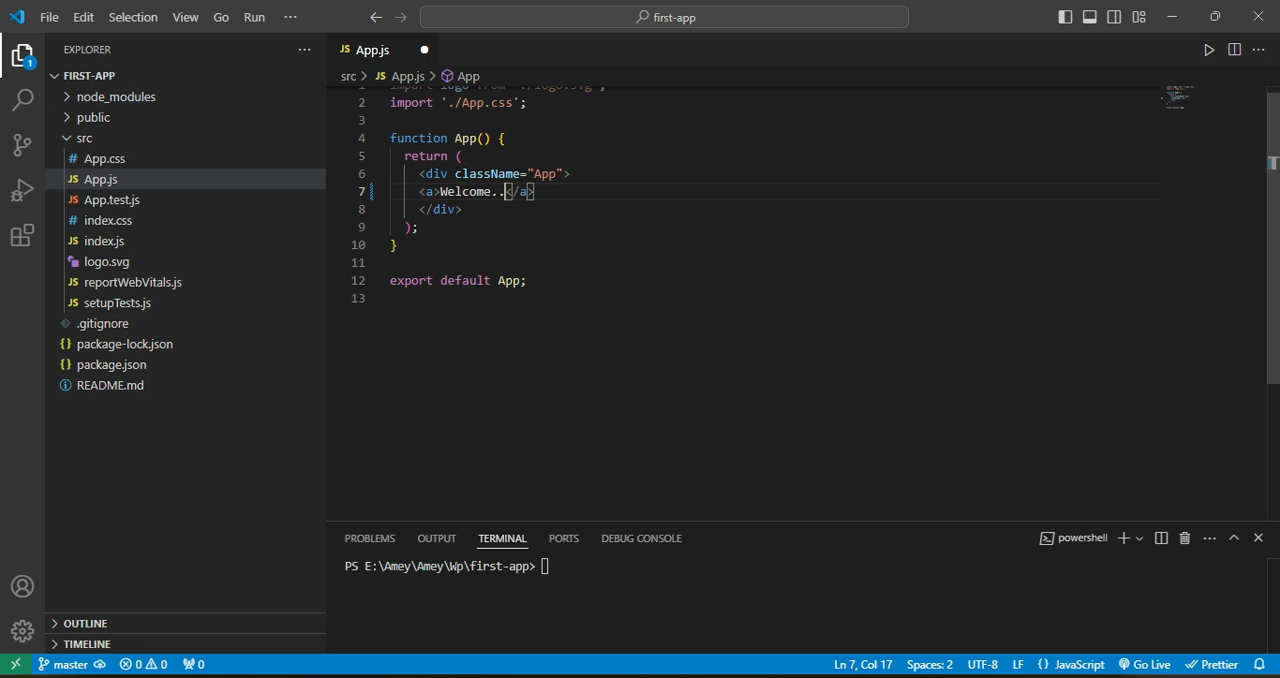 File Edit Selection View Go Run ··· first-app
EXPLORER ···
JS App.js
FIRST-APP
node_modules
public
src
# App.css
JS App.js
JS App.test.js
# index.css
JS index.js
logo.svg
JS reportWebVitals.js
JS setupTests.js
.gitignore
{} package-lock.json
{} package.json
README.md
OUTLINE
TIMELINE
src > JS App.js > App
2 import './App.css';
3
4 function App() {
5 return (
6 <div className="App">
7 <a>Welcome..</a>
8 </div>
9 );
10 }
11
12 export default App;
13
PROBLEMS OUTPUT TERMINAL PORTS DEBUG CONSOLE powershell
PS E:\Amey\Amey\Wp\first-app>
master 0 0 0 Ln 7, Col 17 Spaces: 2 UTF-8 LF {} JavaScript Go Live Prettier